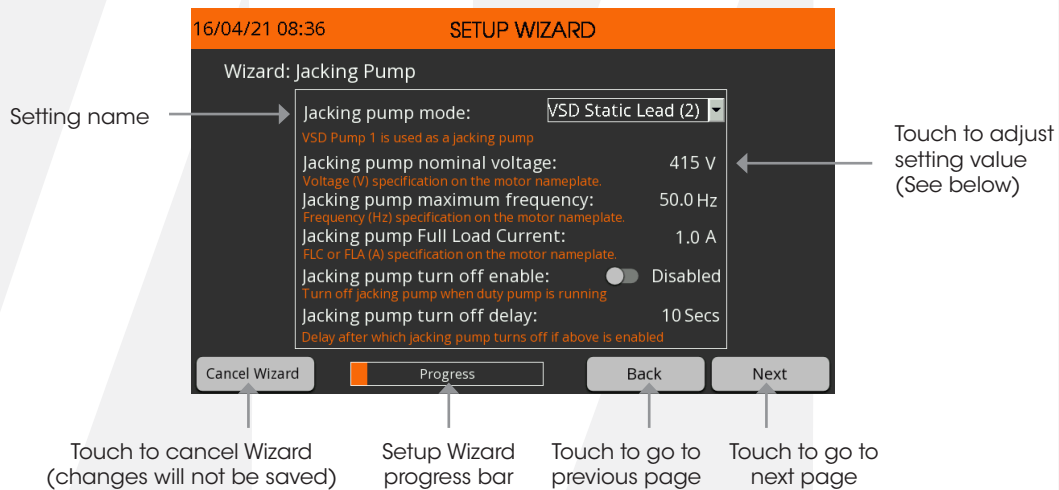 16/04/21 08:36
SETUP WIZARD
Wizard: Jacking Pump
Setting name
Jacking pump mode:
VSD Static Lead (2)
VSD Pump 1 is used as a jacking pump
Touch to adjust
setting value
(See below)
Jacking pump nominal voltage:
415 V
Voltage (V) specification on the motor nameplate.
Jacking pump maximum frequency:
50.0 Hz
Frequency (Hz) specification on the motor nameplate.
Jacking pump Full Load Current:
1.0 A
FLC or FLA (A) specification on the motor nameplate.
Jacking pump turn off enable:
Disabled
Turn off jacking pump when duty pump is running
Jacking pump turn off delay:
10 Secs
Delay after which jacking pump turns off if above is enabled
Cancel Wizard
Progress
Back
Next
Touch to cancel Wizard
(changes will not be saved)
Setup Wizard
progress bar
Touch to go to
previous page
Touch to go to
next page